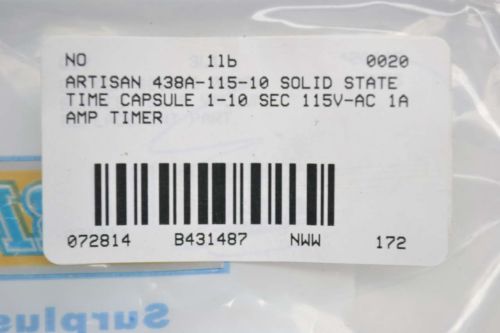 NO 1lb 0020
ARTISAN 438A-115-10 SOLID STATE
TIME CAPSULE 1-10 SEC 115V-AC 1A
AMP TIMER
072814 B431487 NWW 172
Surplus